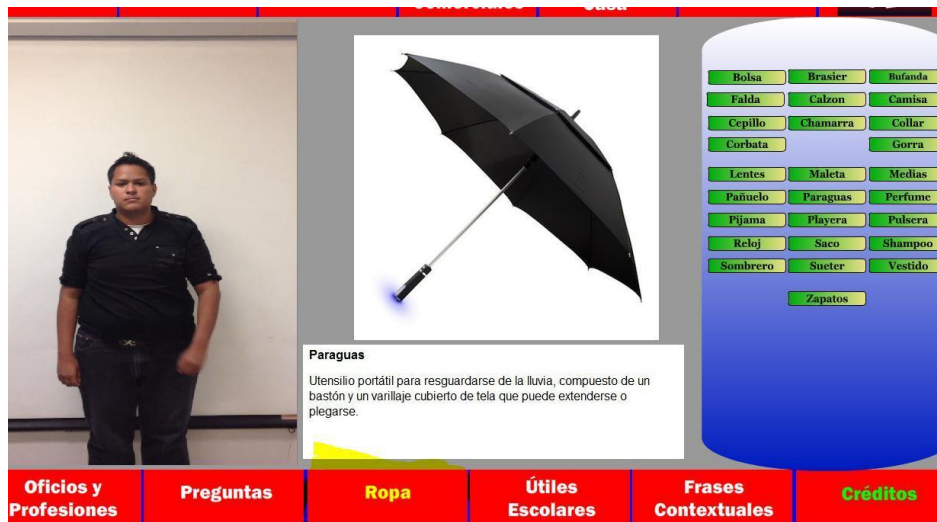 Comerciales
Casa
Bolsa
Brasier
Bufanda
Falda
Calzon
Camisa
Cepillo
Chamarra
Collar
Corbata
Gorra
Lentes
Maleta
Medias
Pañuelo
Paraguas
Perfume
Pijama
Playera
Pulsera
Reloj
Saco
Shampoo
Sombrero
Sueter
Vestido
Zapatos
Paraguas
Utensilio portátil para resguardarse de la lluvia, compuesto de un
bastón y un varillaje cubierto de tela que puede extenderse o
plegarse.
Oficios y
Profesiones
Preguntas
Ropa
Útiles
Escolares
Frases
Contextuales
Créditos